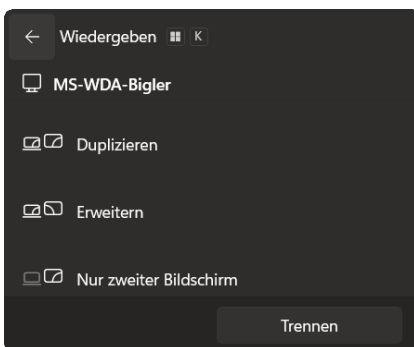 Wiedergeben K
MS-WDA-Bigler
Duplizieren
Erweitern
Nur zweiter Bildschirm
Trennen